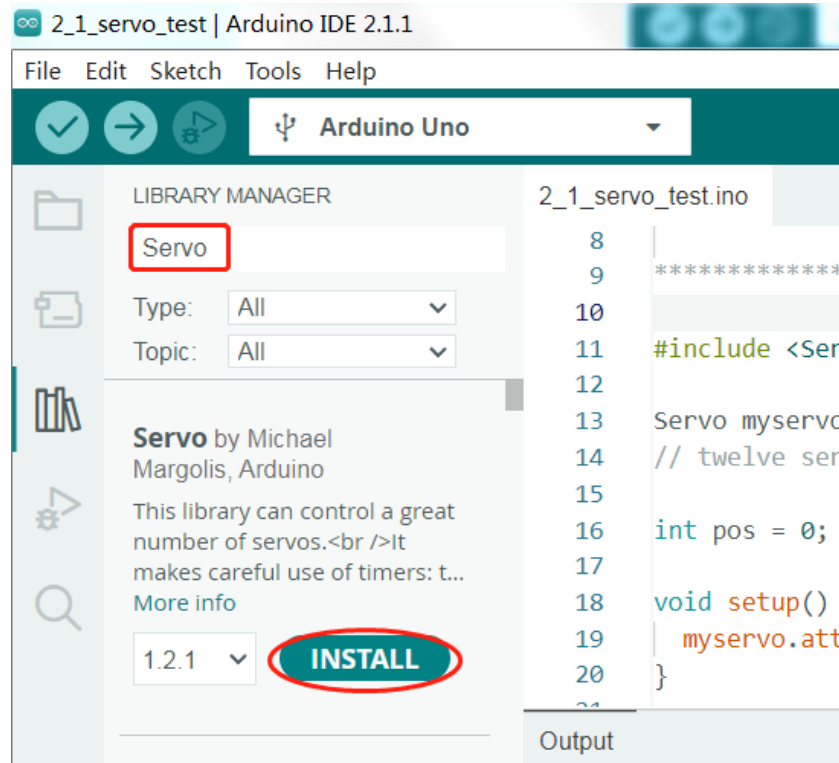 2_1_servo_test | Arduino IDE 2.1.1
File Edit Sketch Tools Help
Arduino Uno
LIBRARY MANAGER
Servo
Type: All
Topic: All
Servo by Michael
Margolis, Arduino
This library can control a great
number of servos.<br />It
makes careful use of timers: t...
More info
1.2.1 INSTALL
2_1_servo_test.ino
8
9 *************
10
11 #include <Ser
12
13 Servo myservo
14 // twelve ser
15
16 int pos = 0;
17
18 void setup()
19 myservo.att
20 }
Output